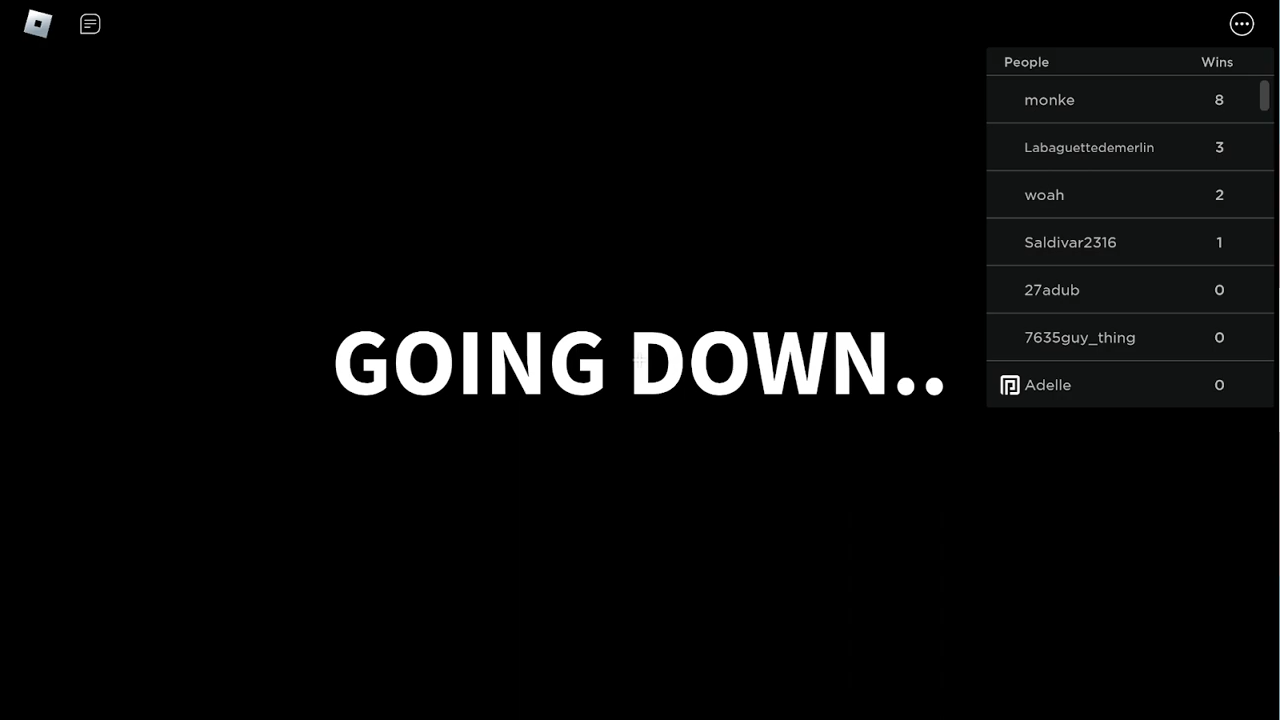 People Wins
monke 8
Labaguettedemerlin 3
woah 2
Saldivar2316 1
27adub 0
7635guy_thing 0
Adelle 0
GOING DOWN..